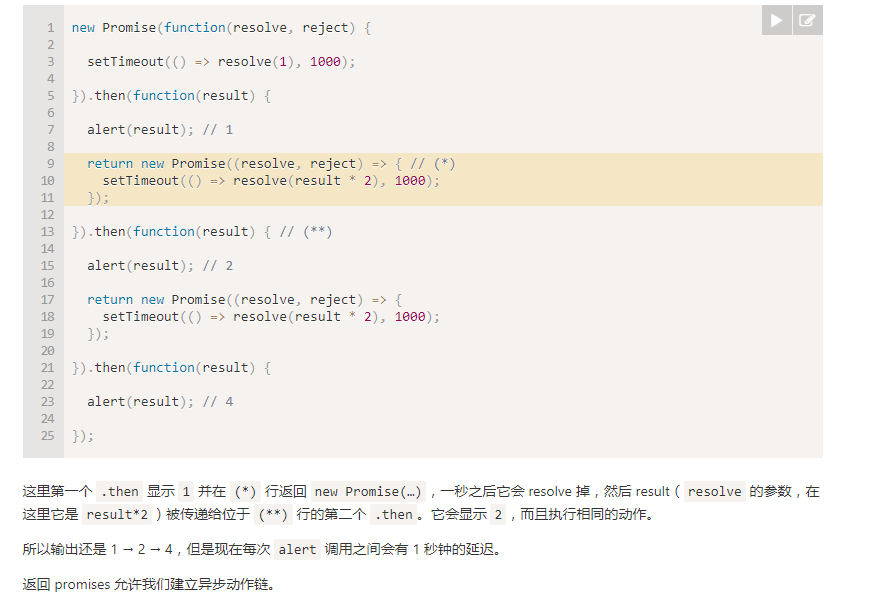 1 new Promise(function(resolve, reject) {
2
3   setTimeout(() => resolve(1), 1000);
4
5 }).then(function(result) {
6
7   alert(result); // 1
8
9   return new Promise((resolve, reject) => { // (*)
10     setTimeout(() => resolve(result * 2), 1000);
11   });
12
13 }).then(function(result) { // (**)
14
15   alert(result); // 2
16
17   return new Promise((resolve, reject) => {
18     setTimeout(() => resolve(result * 2), 1000);
19   });
20
21 }).then(function(result) {
22
23   alert(result); // 4
24
25 });
这里第一个 .then 显示 1 并在 (*) 行返回 new Promise(…) ，一秒之后它会 resolve 掉，然后 result（ resolve 的参数，在
这里它是 result*2 ）被传递给位于 (**) 行的第二个 .then 。它会显示 2 ，而且执行相同的动作。
所以输出还是 1 → 2 → 4，但是现在每次 alert 调用之间会有 1 秒钟的延迟。
返回 promises 允许我们建立异步动作链。